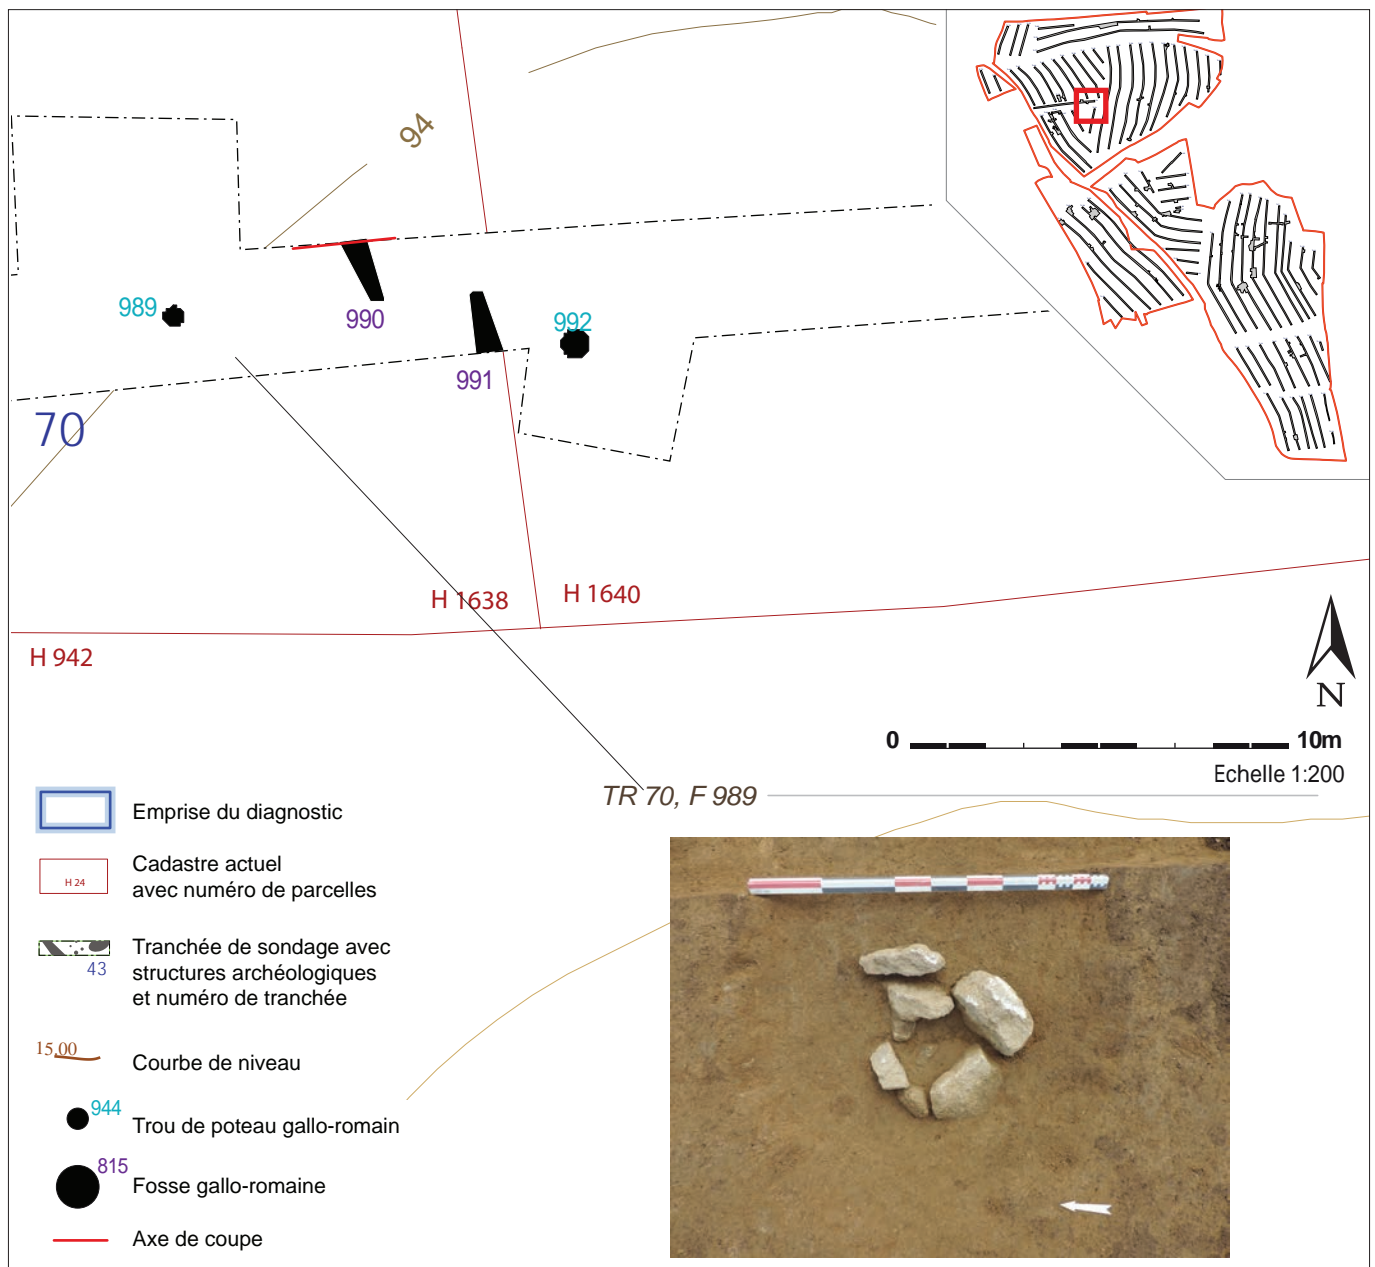 94
989
990
992
991
70
H 1638
H 1640
H 942
N
0
10m
Echelle 1:200
TR 70, F 989
Emprise du diagnostic
H 24
Cadastre actuel
avec numéro de parcelles
43
Tranchée de sondage avec
structures archéologiques
et numéro de tranchée
15,00
Courbe de niveau
944
Trou de poteau gallo-romain
815
Fosse gallo-romaine
Axe de coupe